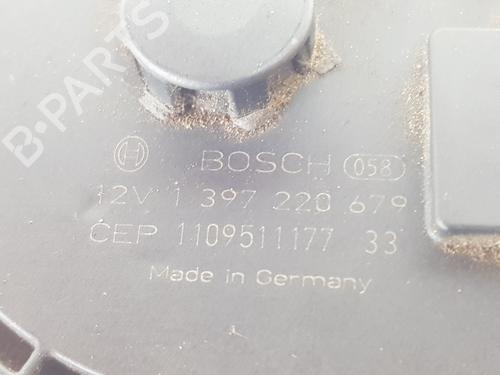 B-PARTS
BOSCH 058
12V 1 397 220 679
CEP 1109511177 33
Made in Germany